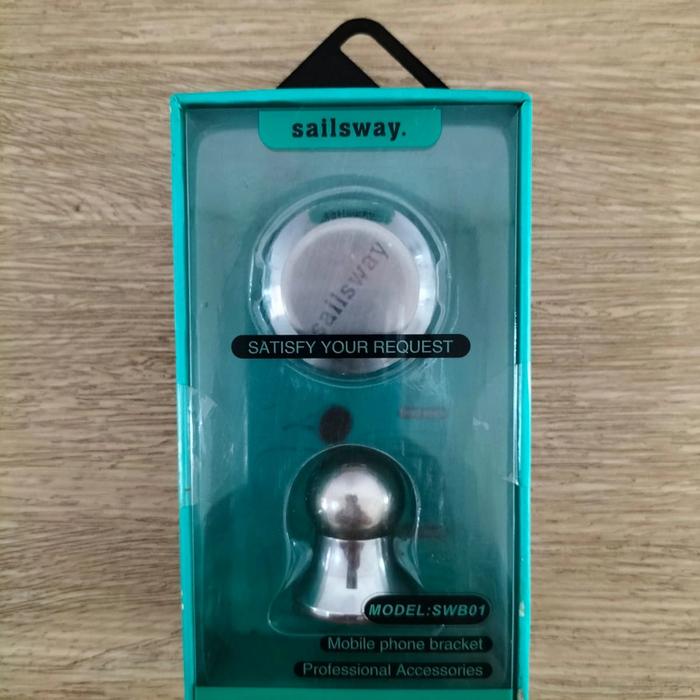 sailsway.
sailsway
SATISFY YOUR REQUEST
MODEL:SWB01
Mobile phone bracket
Professional Accessories